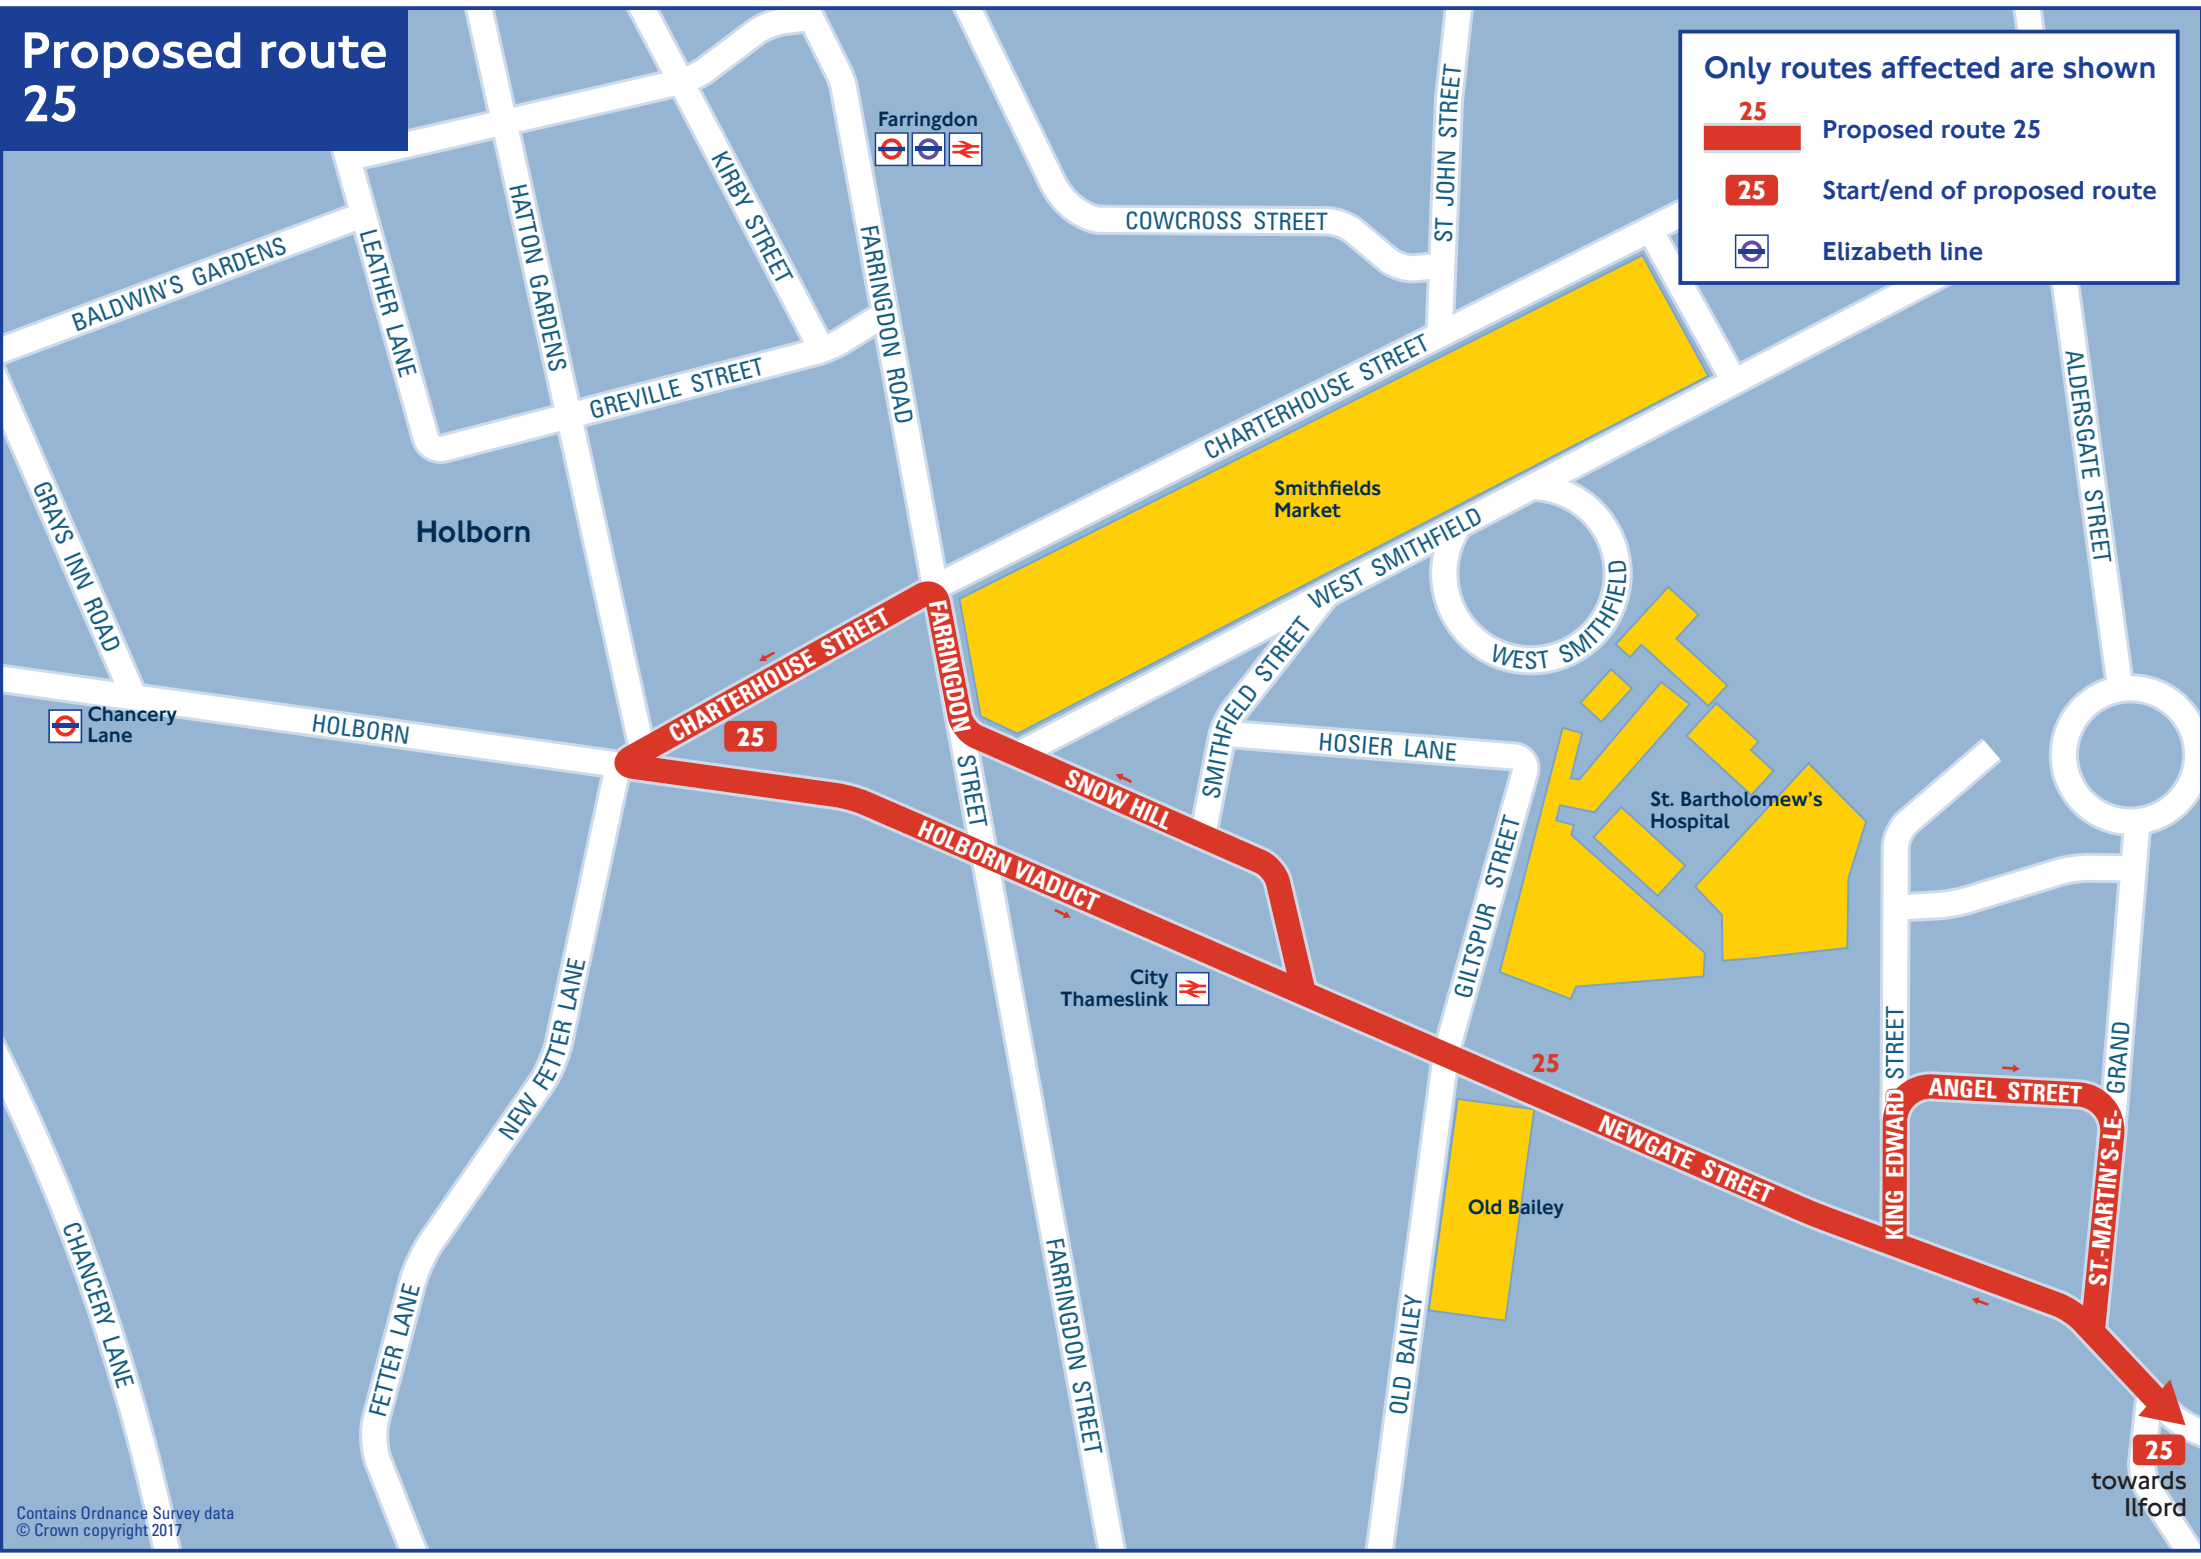 Proposed route
25
Only routes affected are shown
25
Proposed route 25
25
Start/end of proposed route
Elizabeth line
Farringdon
KIRBY STREET
HATTON GARDENS
FARRINGDON ROAD
COWCROSS STREET
ST JOHN STREET
BALDWIN'S GARDENS
LEATHER LANE
GREVILLE STREET
CHARTERHOUSE STREET
ALDERSGATE STREET
GRAYS INN ROAD
Holborn
Smithfields
Market
WEST SMITHFIELD
WEST SMITHFIELD
CHARTERHOUSE STREET
FARRINGDON
STREET
SMITHFIELD STREET
Chancery
Lane
HOLBORN
25
HOSIER LANE
SNOW HILL
St. Bartholomew's
Hospital
HOLBORN VIADUCT
GILTSPUR STREET
City
Thameslink
NEW FETTER LANE
25
KING EDWARD STREET
ANGEL STREET
ST.-MARTIN'S-LE- GRAND
NEWGATE STREET
Old Bailey
CHANCERY LANE
FETTER LANE
FARRINGDON STREET
OLD BAILEY
25
towards
Ilford
Contains Ordnance Survey data
© Crown copyright 2017